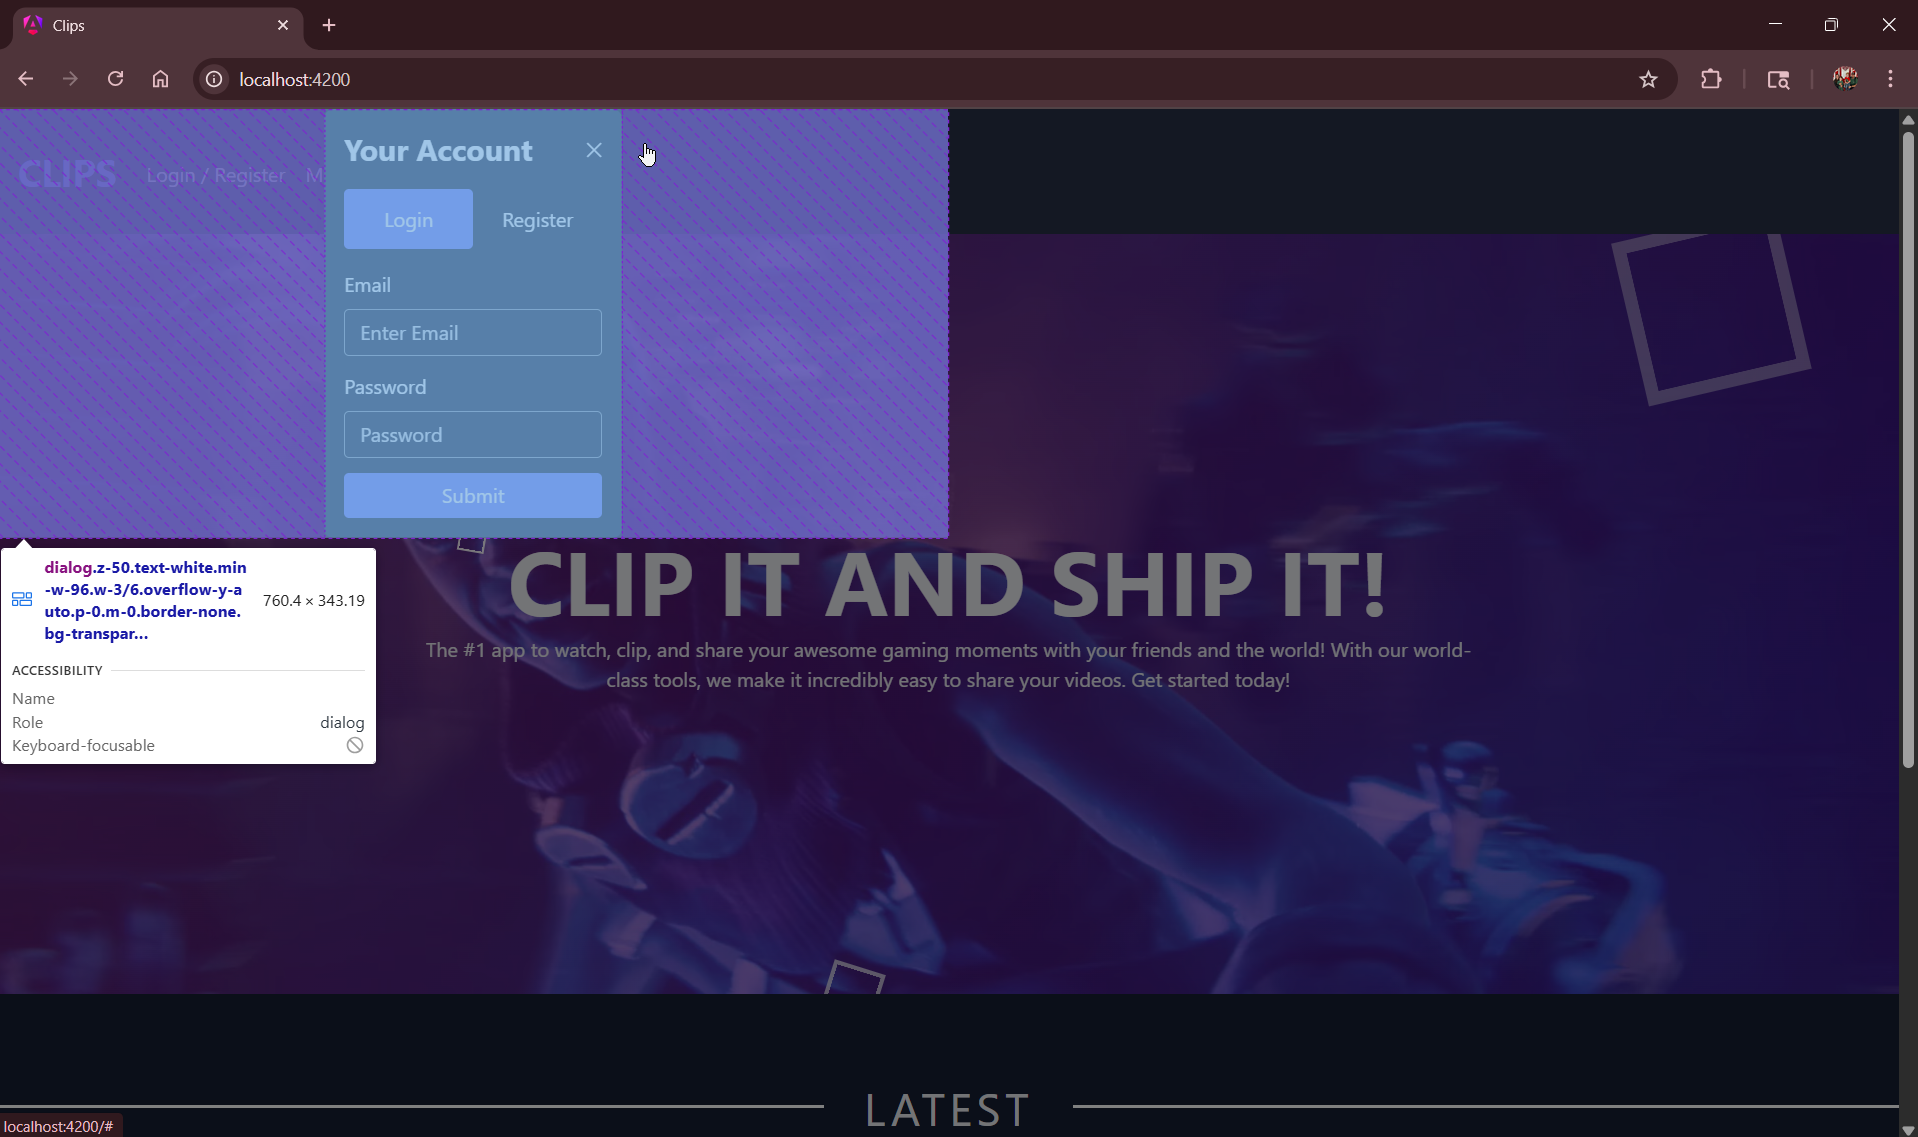 Clips
localhost:4200
CLIPS
Login / Register
M
Your Account
Login
Register
Email
Enter Email
Password
Password
Submit
dialog.z-50.text-white.min
-w-96.w-3/6.overflow-y-a
uto.p-0.m-0.border-none.
bg-transpar...
760.4 × 343.19
ACCESSIBILITY
Name
Role
dialog
Keyboard-focusable
CLIP IT AND SHIP IT!
The #1 app to watch, clip, and share your awesome gaming moments with your friends and the world! With our world-
class tools, we make it incredibly easy to share your videos. Get started today!
LATEST
localhost:4200/#